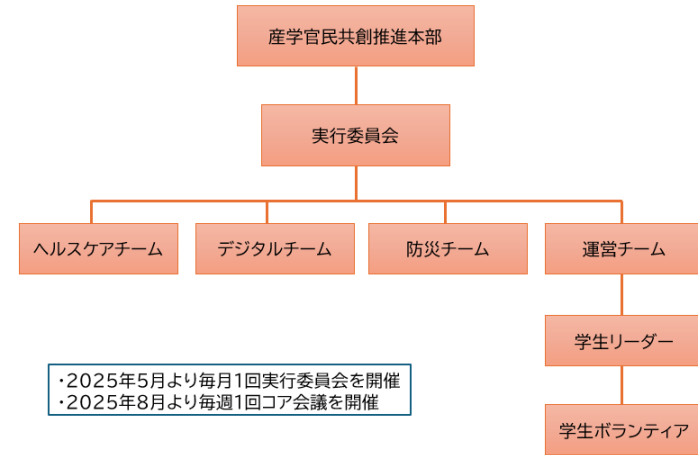 産学官民共創推進本部
実行委員会
ヘルスケアチーム
デジタルチーム
防災チーム
運営チーム
学生リーダー
学生ボランティア
・2025年5月より毎月1回実行委員会を開催
・2025年8月より毎週1回コア会議を開催